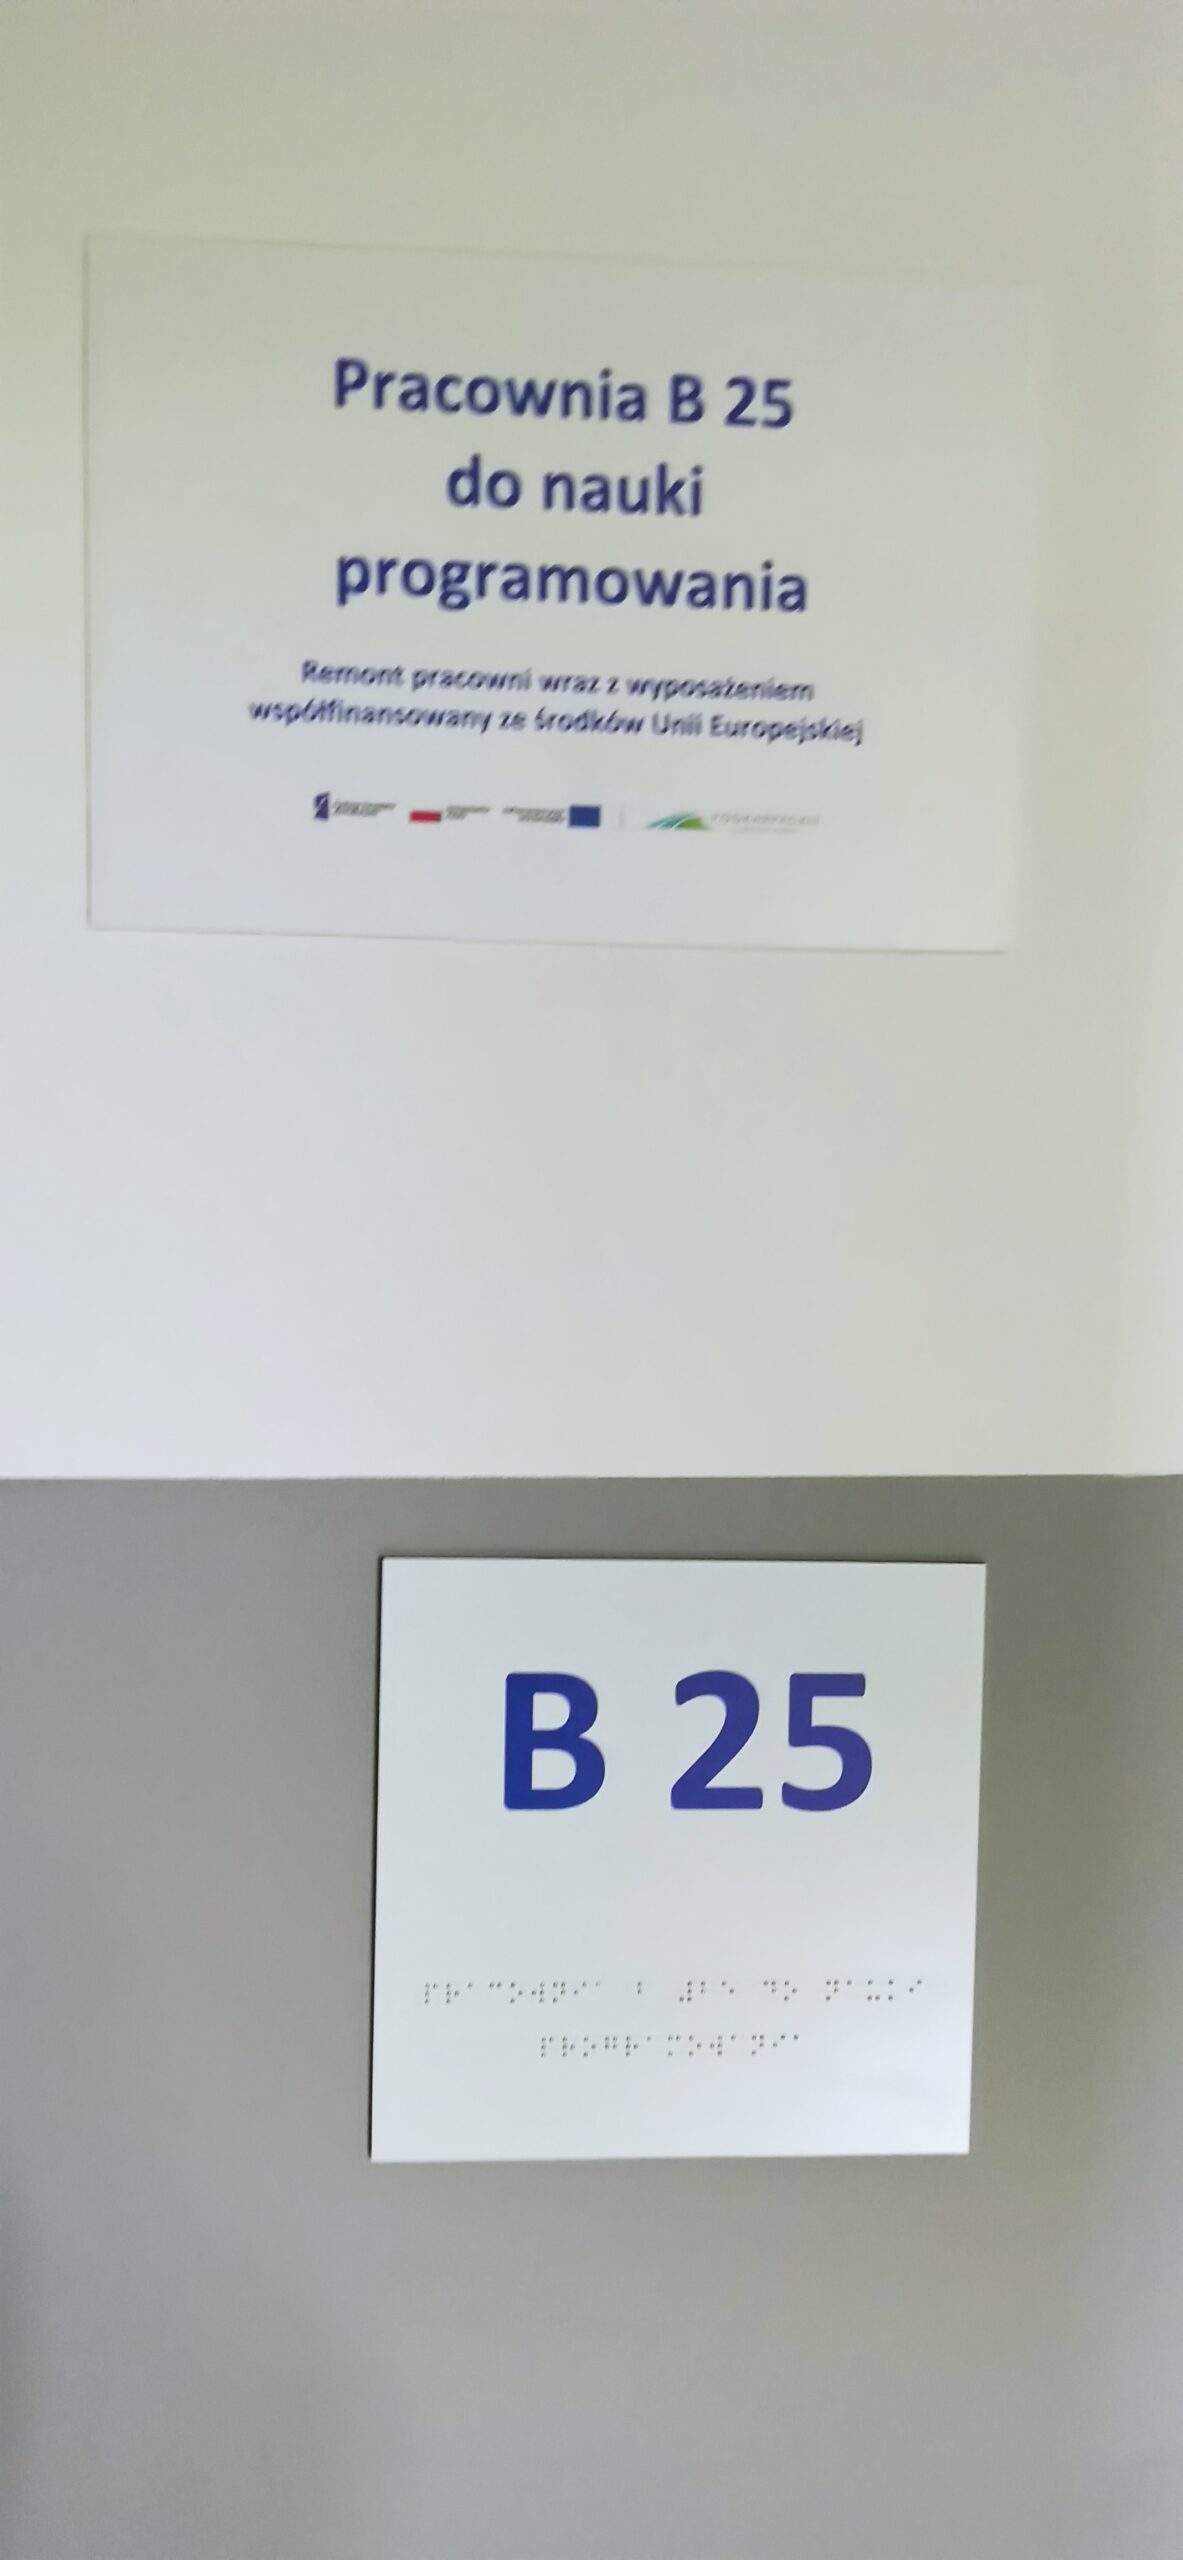 Pracownia B 25
do nauki
programowania
Remont pracowni wraz z wyposażeniem
współfinansowany ze środków Unii Europejskiej
B 25
⠏⠗⠁⠉⠕⠺⠝⠊⠁ ⠃ ⠼⠃⠑ ⠙⠕ ⠝⠁⠥⠅⠊
⠏⠗⠕⠛⠗⠁⠍⠕⠺⠁⠝⠊⠁